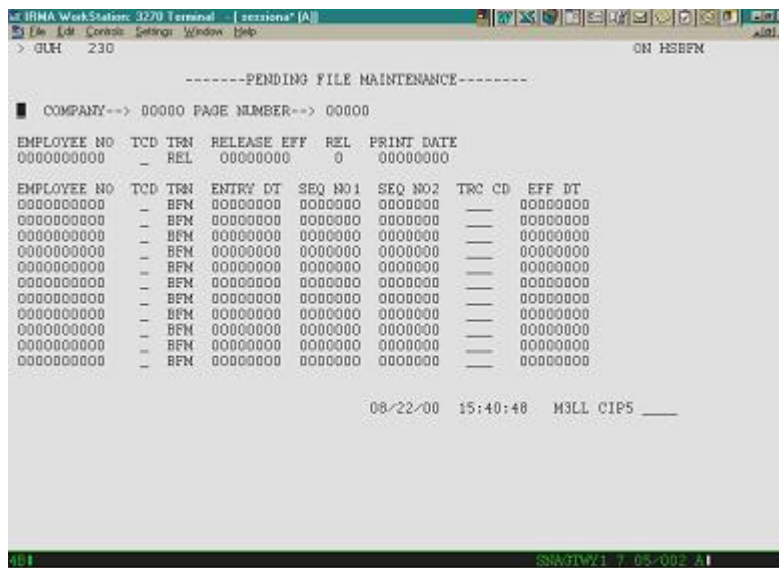 IRMA WorkStation: 3270 Terminal - [ sessiona* (A)]
File Edit Controls Settings Window Help
> GUH 230 ON HSBFM
-------PENDING FILE MAINTENANCE--------
COMPANY--> 00000 PAGE NUMBER--> 00000
EMPLOYEE NO TCD TRN RELEASE EFF REL PRINT DATE
0000000000 _ REL 00000000 0 00000000
EMPLOYEE NO TCD TRN ENTRY DT SEQ NO1 SEQ NO2 TRC CD EFF DT
0000000000 _ BFM 00000000 0000000 0000000 ___ 00000000
0000000000 _ BFM 00000000 0000000 0000000 ___ 00000000
0000000000 _ BFM 00000000 0000000 0000000 ___ 00000000
0000000000 _ BFM 00000000 0000000 0000000 ___ 00000000
0000000000 _ BFM 00000000 0000000 0000000 ___ 00000000
0000000000 _ BFM 00000000 0000000 0000000 ___ 00000000
0000000000 _ BFM 00000000 0000000 0000000 ___ 00000000
0000000000 _ BFM 00000000 0000000 0000000 ___ 00000000
0000000000 _ BFM 00000000 0000000 0000000 ___ 00000000
0000000000 _ BFM 00000000 0000000 0000000 ___ 00000000
0000000000 _ BFM 00000000 0000000 0000000 ___ 00000000
08/22/00 15:40:48 M3LL CIP5 ____
4B SNAGTWY1 7 05/002 A